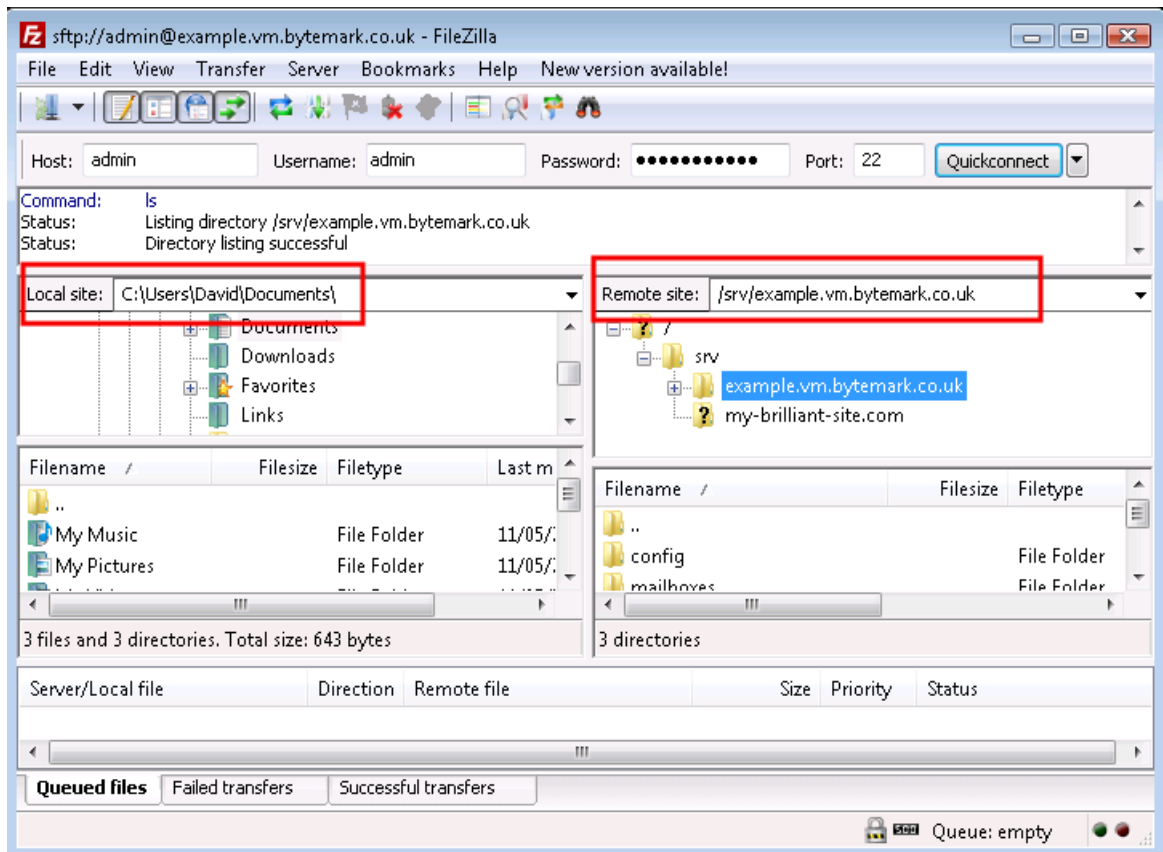 sftp://admin@example.vm.bytemark.co.uk - FileZilla
File Edit View Transfer Server Bookmarks Help New version available!
Host: admin Username: admin Password: ●●●●●●●●●●● Port: 22 Quickconnect
Command: ls
Status: Listing directory /srv/example.vm.bytemark.co.uk
Status: Directory listing successful
Local site: C:\Users\David\Documents\
Documents
Downloads
Favorites
Links
Filename / Filesize Filetype Last m
..
My Music File Folder 11/05/
My Pictures File Folder 11/05/
3 files and 3 directories. Total size: 643 bytes
Remote site: /srv/example.vm.bytemark.co.uk
/
srv
example.vm.bytemark.co.uk
my-brilliant-site.com
Filename / Filesize Filetype
..
config File Folder
mailboxes File Folder
3 directories
Server/Local file Direction Remote file Size Priority Status
Queued files Failed transfers Successful transfers
Queue: empty